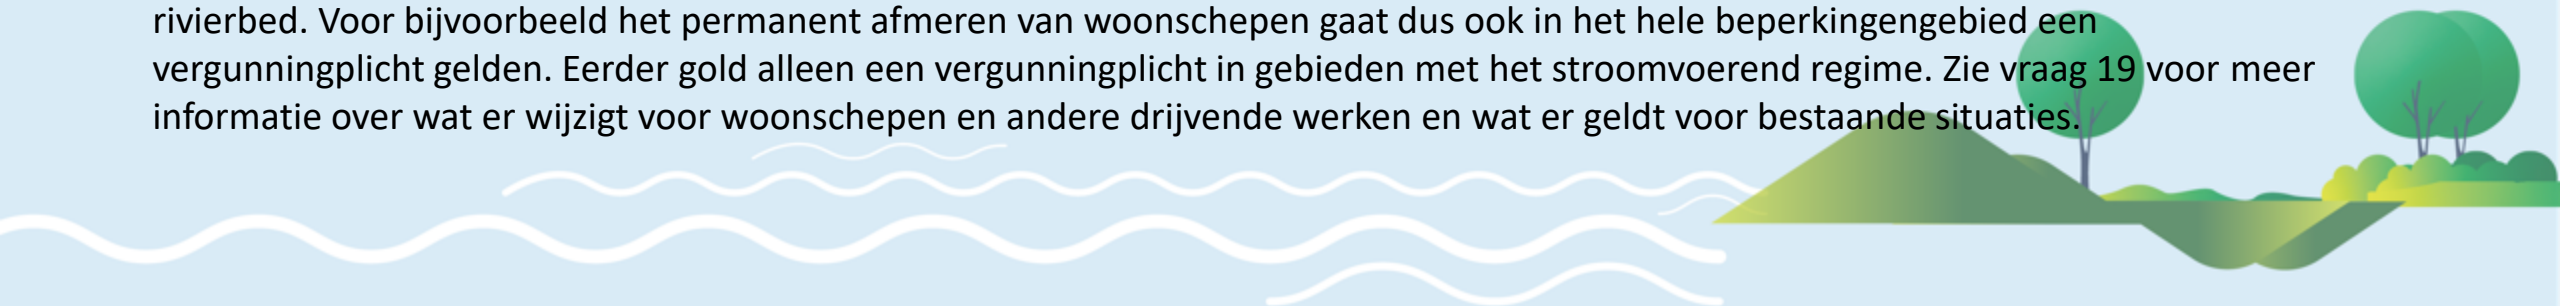 rivierbed. Voor bijvoorbeeld het permanent afmeren van woonschepen gaat dus ook in het hele beperkingengebied een
vergunningplicht gelden. Eerder gold alleen een vergunningplicht in gebieden met het stroomvoerend regime. Zie vraag 19 voor meer
informatie over wat er wijzigt voor woonschepen en andere drijvende werken en wat er geldt voor bestaande situaties.